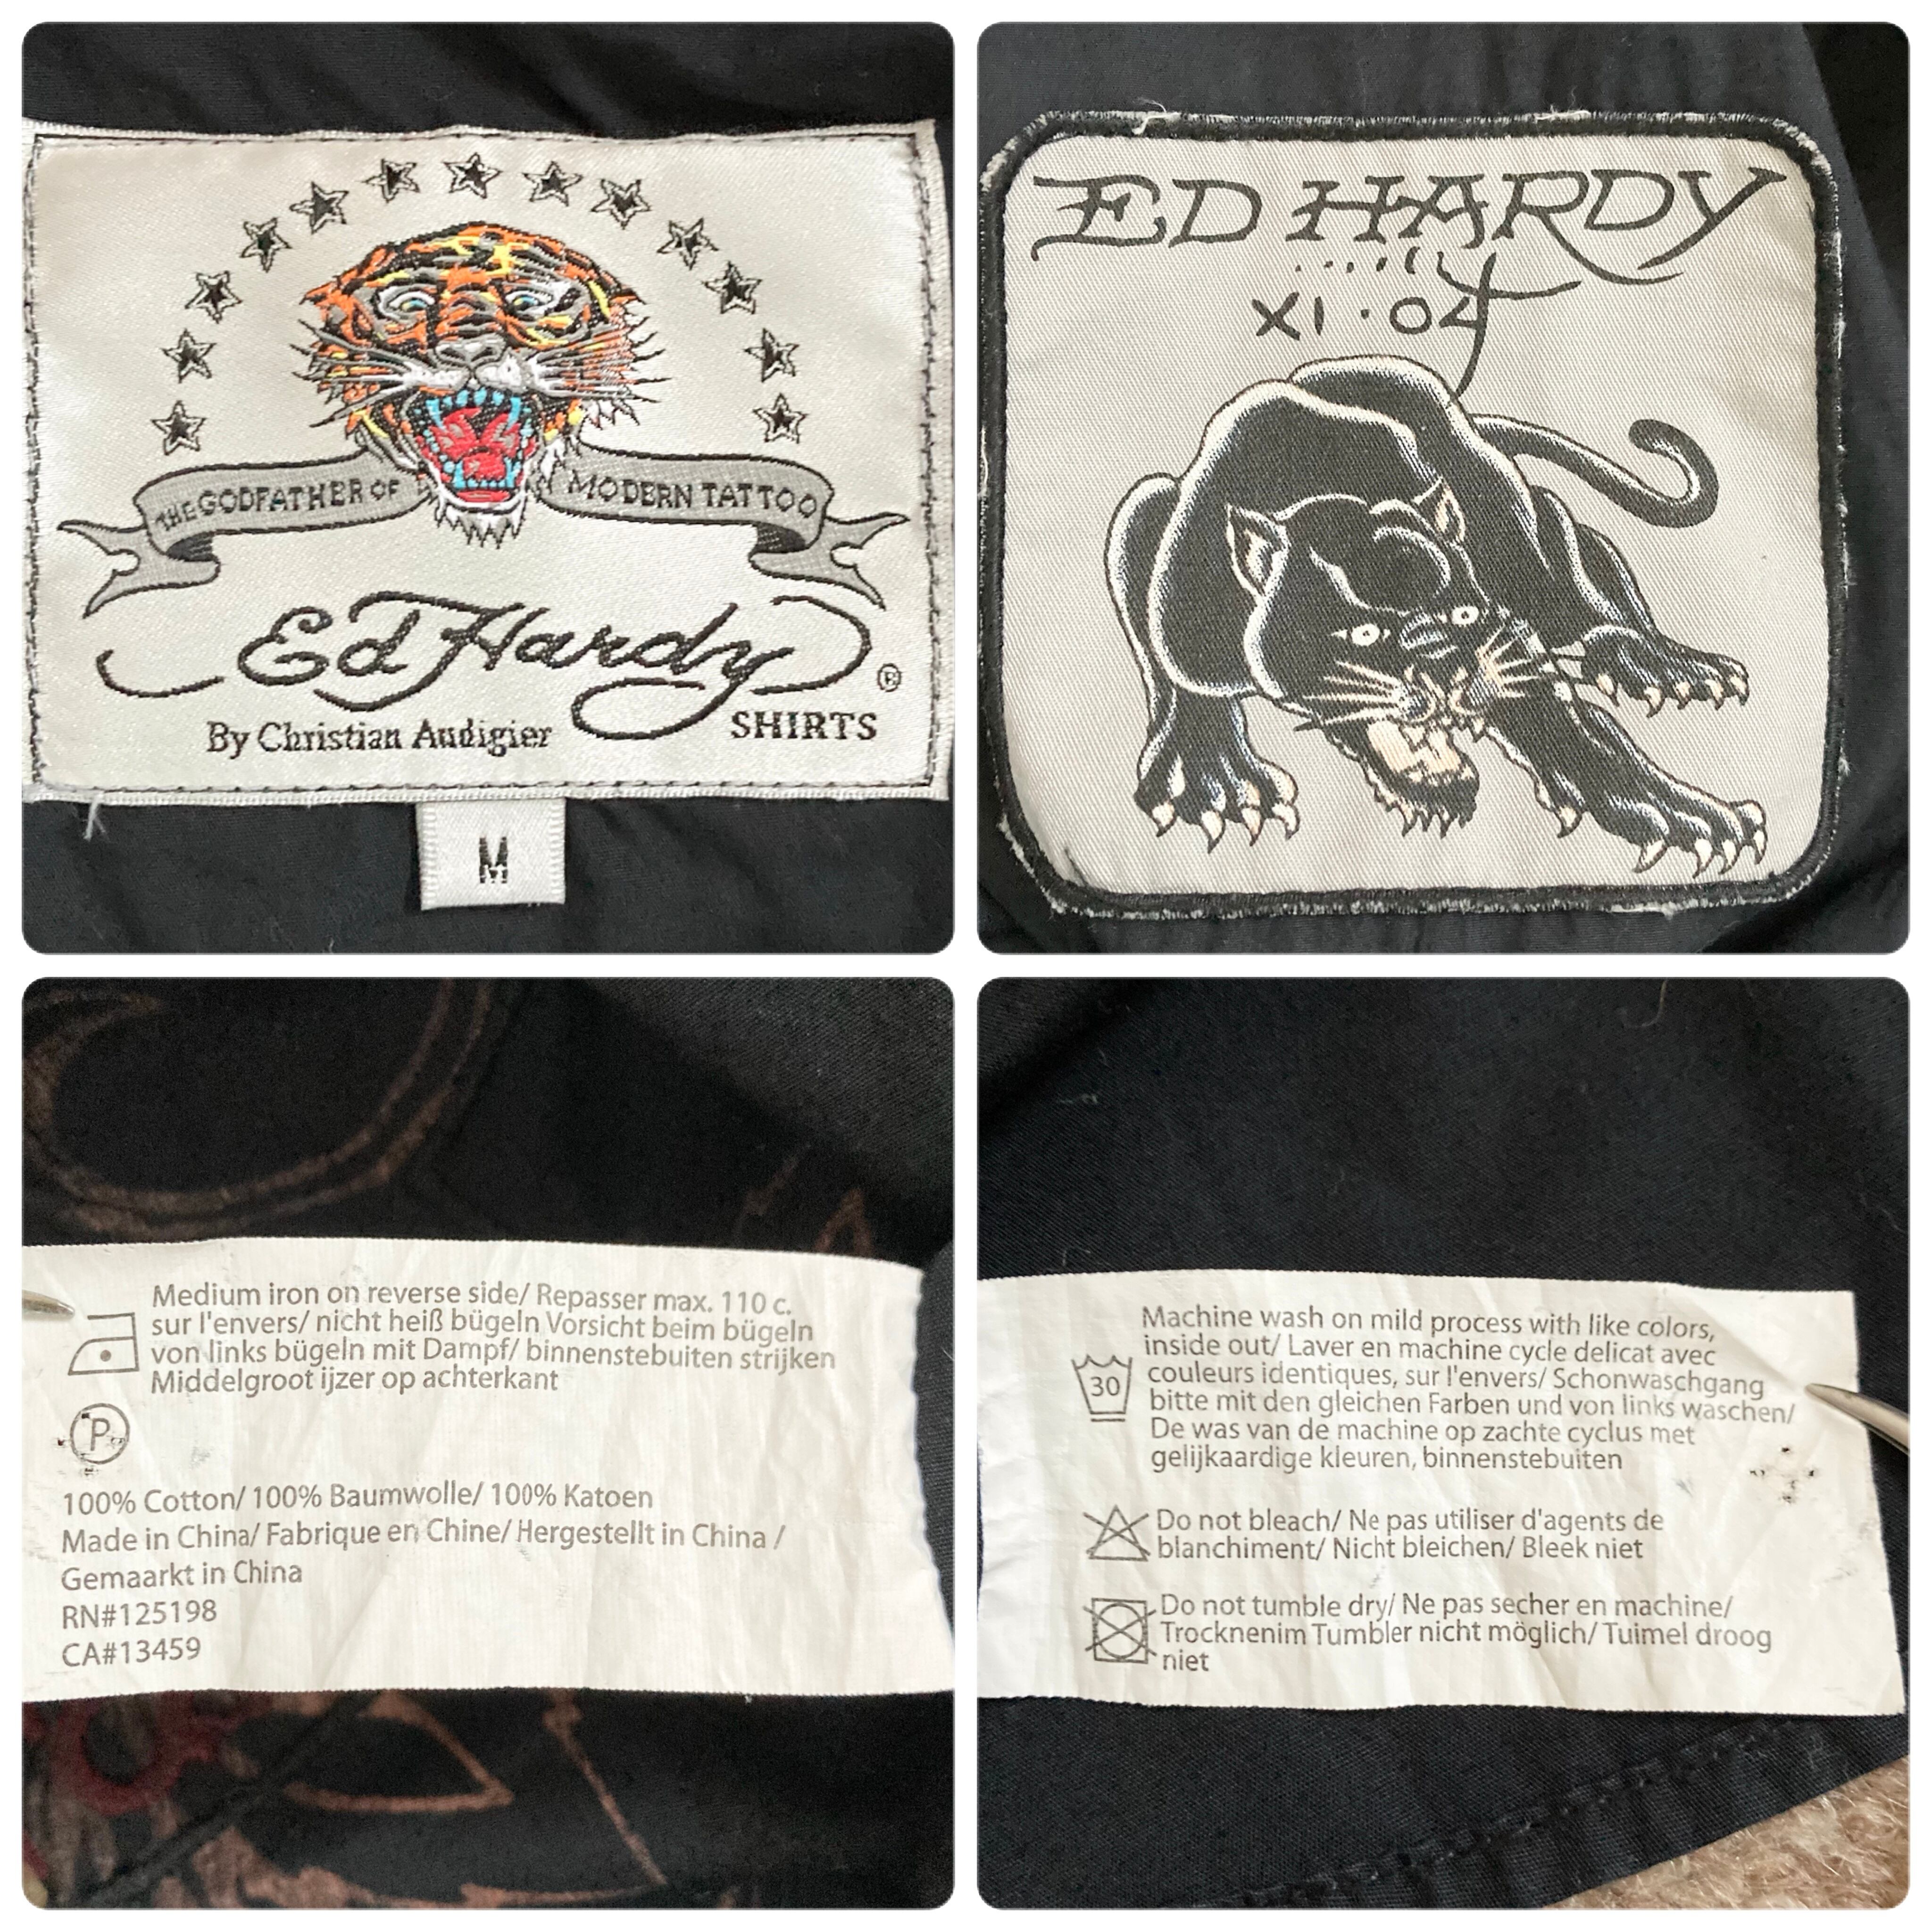 THE GODFATHER OF MODERN TATTOO
Ed Hardy ®
By Christian Audigier SHIRTS
M
ED HARDY
XI·04
Medium iron on reverse side/ Repasser max. 110 c.
sur l'envers/ nicht heiß bügeln Vorsicht beim bügeln
von links bügeln mit Dampf/ binnenstebuiten strijken
Middelgroot ijzer op achterkant
P
100% Cotton/ 100% Baumwolle/ 100% Katoen
Made in China/ Fabrique en Chine/ Hergestellt in China /
Gemaarkt in China
RN#125198
CA#13459
Machine wash on mild process with like colors,
inside out/ Laver en machine cycle delicat avec
30 couleurs identiques, sur l'envers/ Schonwaschgang
bitte mit den gleichen Farben und von links waschen/
De was van de machine op zachte cyclus met
gelijkaardige kleuren, binnenstebuiten
Do not bleach/ Ne pas utiliser d'agents de
blanchiment/ Nicht bleichen/ Bleek niet
Do not tumble dry/ Ne pas secher en machine/
Trocknenim Tumbler nicht möglich/ Tuimel droog
niet